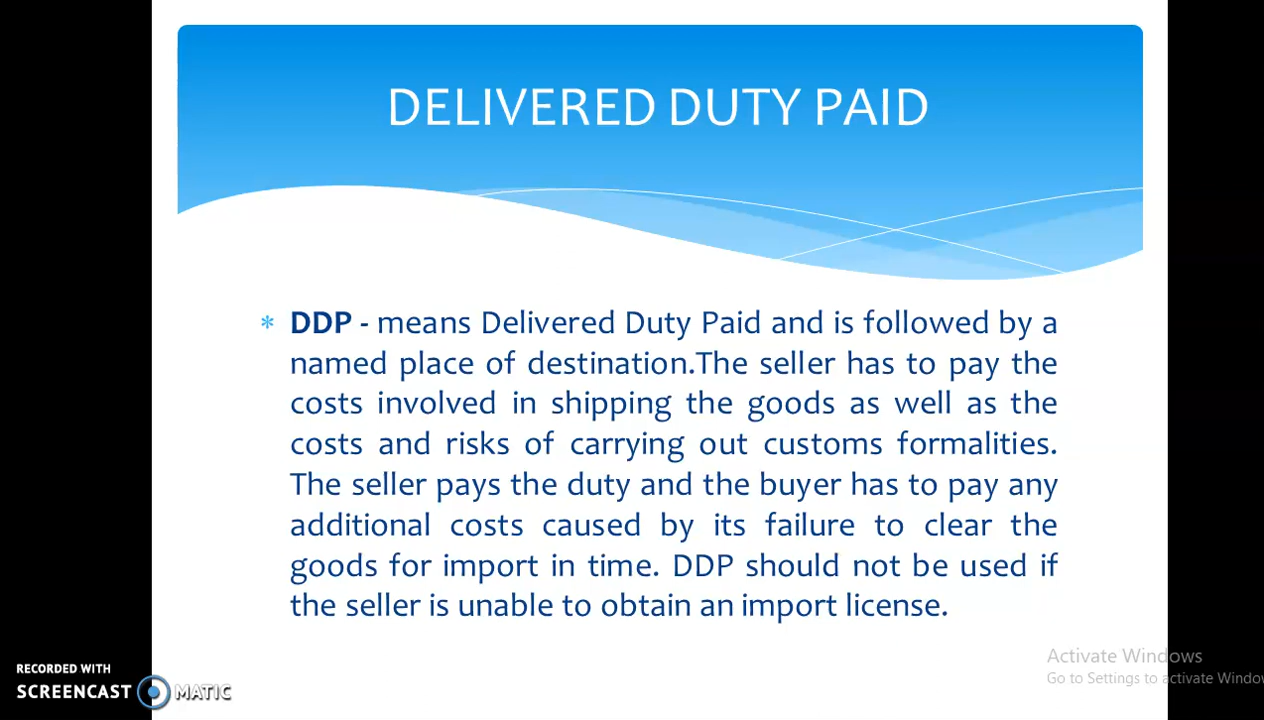 DELIVERED DUTY PAID
* DDP - means Delivered Duty Paid and is followed by a
named place of destination.The seller has to pay the
costs involved in shipping the goods as well as the
costs and risks of carrying out customs formalities.
The seller pays the duty and the buyer has to pay any
additional costs caused by its failure to clear the
goods for import in time. DDP should not be used if
the seller is unable to obtain an import license.
Activate Windows
Go to Settings to activate Windo
RECORDED WITH
SCREENCAST MATIC